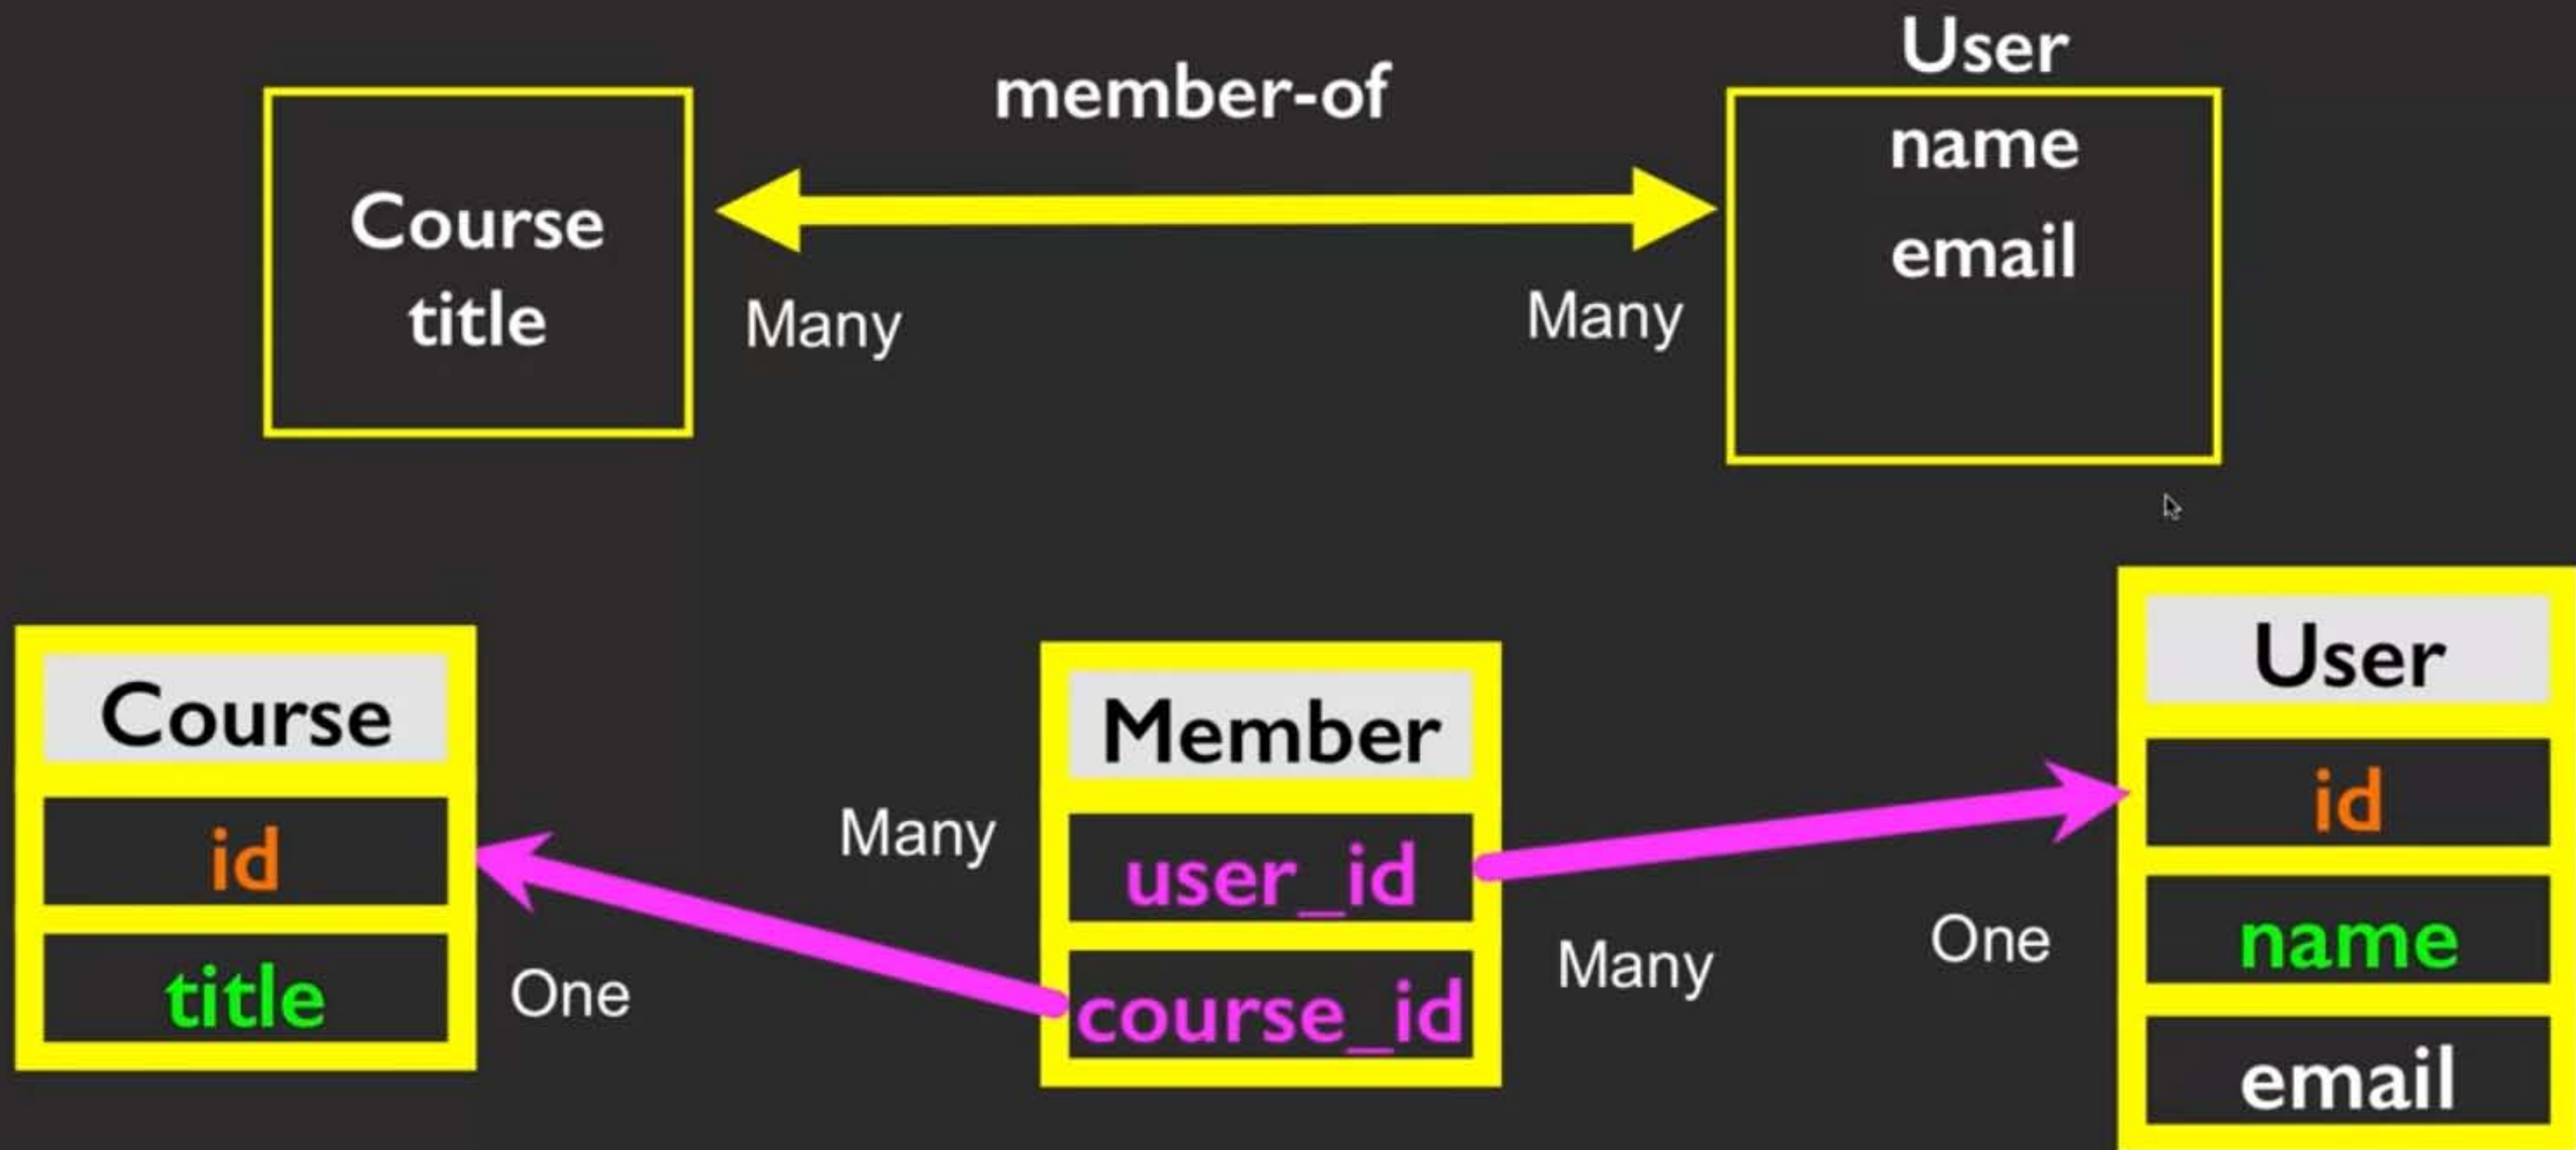 User
member-of
name
Course
email
title
Many
Many
Course
id
title
One
Many
Member
user_id
course_id
Many
One
User
id
name
email